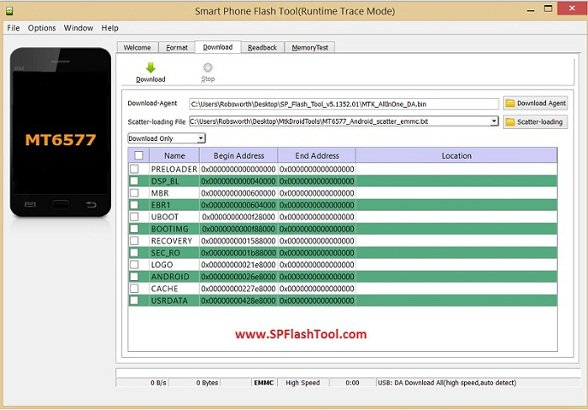 Smart Phone Flash Tool(Runtime Trace Mode)
File Options Window Help
Welcome Format Download Readback MemoryTest
BM
Download Stop
MT6577
Download-Agent C:\Users\Robsworth\Desktop\SP_Flash_Tool_v5.1352.01\MTK_AllInOne_DA.bin Download Agent
Scatter-loading File C:\Users\Robsworth\Desktop\MtkDroidTools\MT6577_Android_scatter_emmc.txt Scatter-loading
Download Only
Name Begin Address End Address Location
PRELOADER 0x0000000000000000 0x0000000000000000
DSP_BL 0x0000000000040000 0x0000000000000000
MBR 0x0000000000600000 0x0000000000000000
EBR1 0x0000000000604000 0x0000000000000000
UBOOT 0x0000000000f28000 0x0000000000000000
BOOTIMG 0x0000000000f88000 0x0000000000000000
RECOVERY 0x0000000001588000 0x0000000000000000
SEC_RO 0x0000000001b88000 0x0000000000000000
LOGO 0x00000000021e8000 0x0000000000000000
ANDROID 0x00000000026e8000 0x0000000000000000
CACHE 0x00000000227e8000 0x0000000000000000
USRDATA 0x00000000428e8000 0x0000000000000000
www.SPFlashTool.com
0 B/s 0 Bytes EMMC High Speed 0:00 USB: DA Download All(high speed,auto detect)